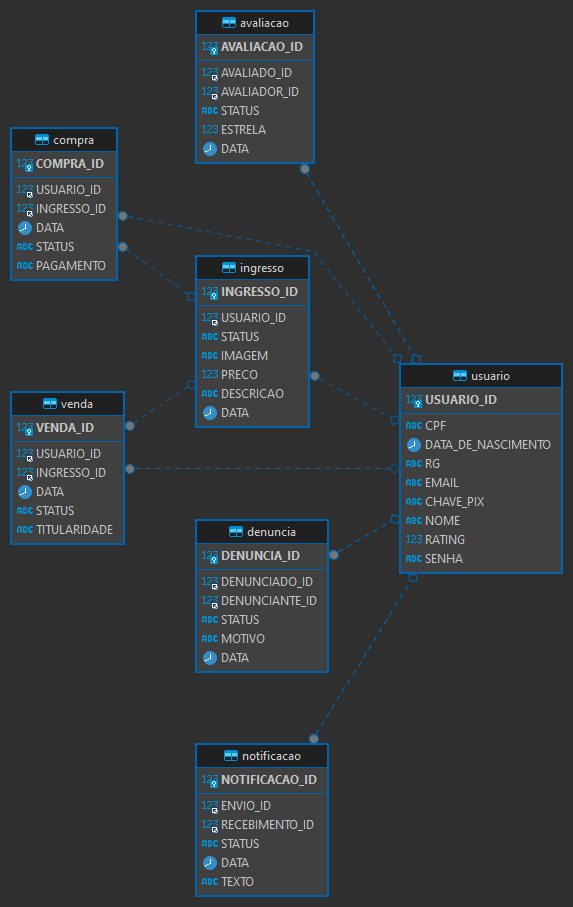 avaliacao
123 AVALIACAO_ID
123 AVALIADO_ID
123 AVALIADOR_ID
ABC STATUS
123 ESTRELA
DATA
compra
123 COMPRA_ID
123 USUARIO_ID
123 INGRESSO_ID
DATA
ABC STATUS
ABC PAGAMENTO
ingresso
123 INGRESSO_ID
123 USUARIO_ID
ABC STATUS
ABC IMAGEM
123 PRECO
ABC DESCRICAO
DATA
usuario
123 USUARIO_ID
ABC CPF
DATA_DE_NASCIMENTO
ABC RG
ABC EMAIL
ABC CHAVE_PIX
ABC NOME
123 RATING
ABC SENHA
venda
123 VENDA_ID
123 USUARIO_ID
123 INGRESSO_ID
DATA
ABC STATUS
ABC TITULARIDADE
denuncia
123 DENUNCIA_ID
123 DENUNCIADO_ID
123 DENUNCIANTE_ID
ABC STATUS
ABC MOTIVO
DATA
notificacao
123 NOTIFICACAO_ID
123 ENVIO_ID
123 RECEBIMENTO_ID
ABC STATUS
DATA
ABC TEXTO